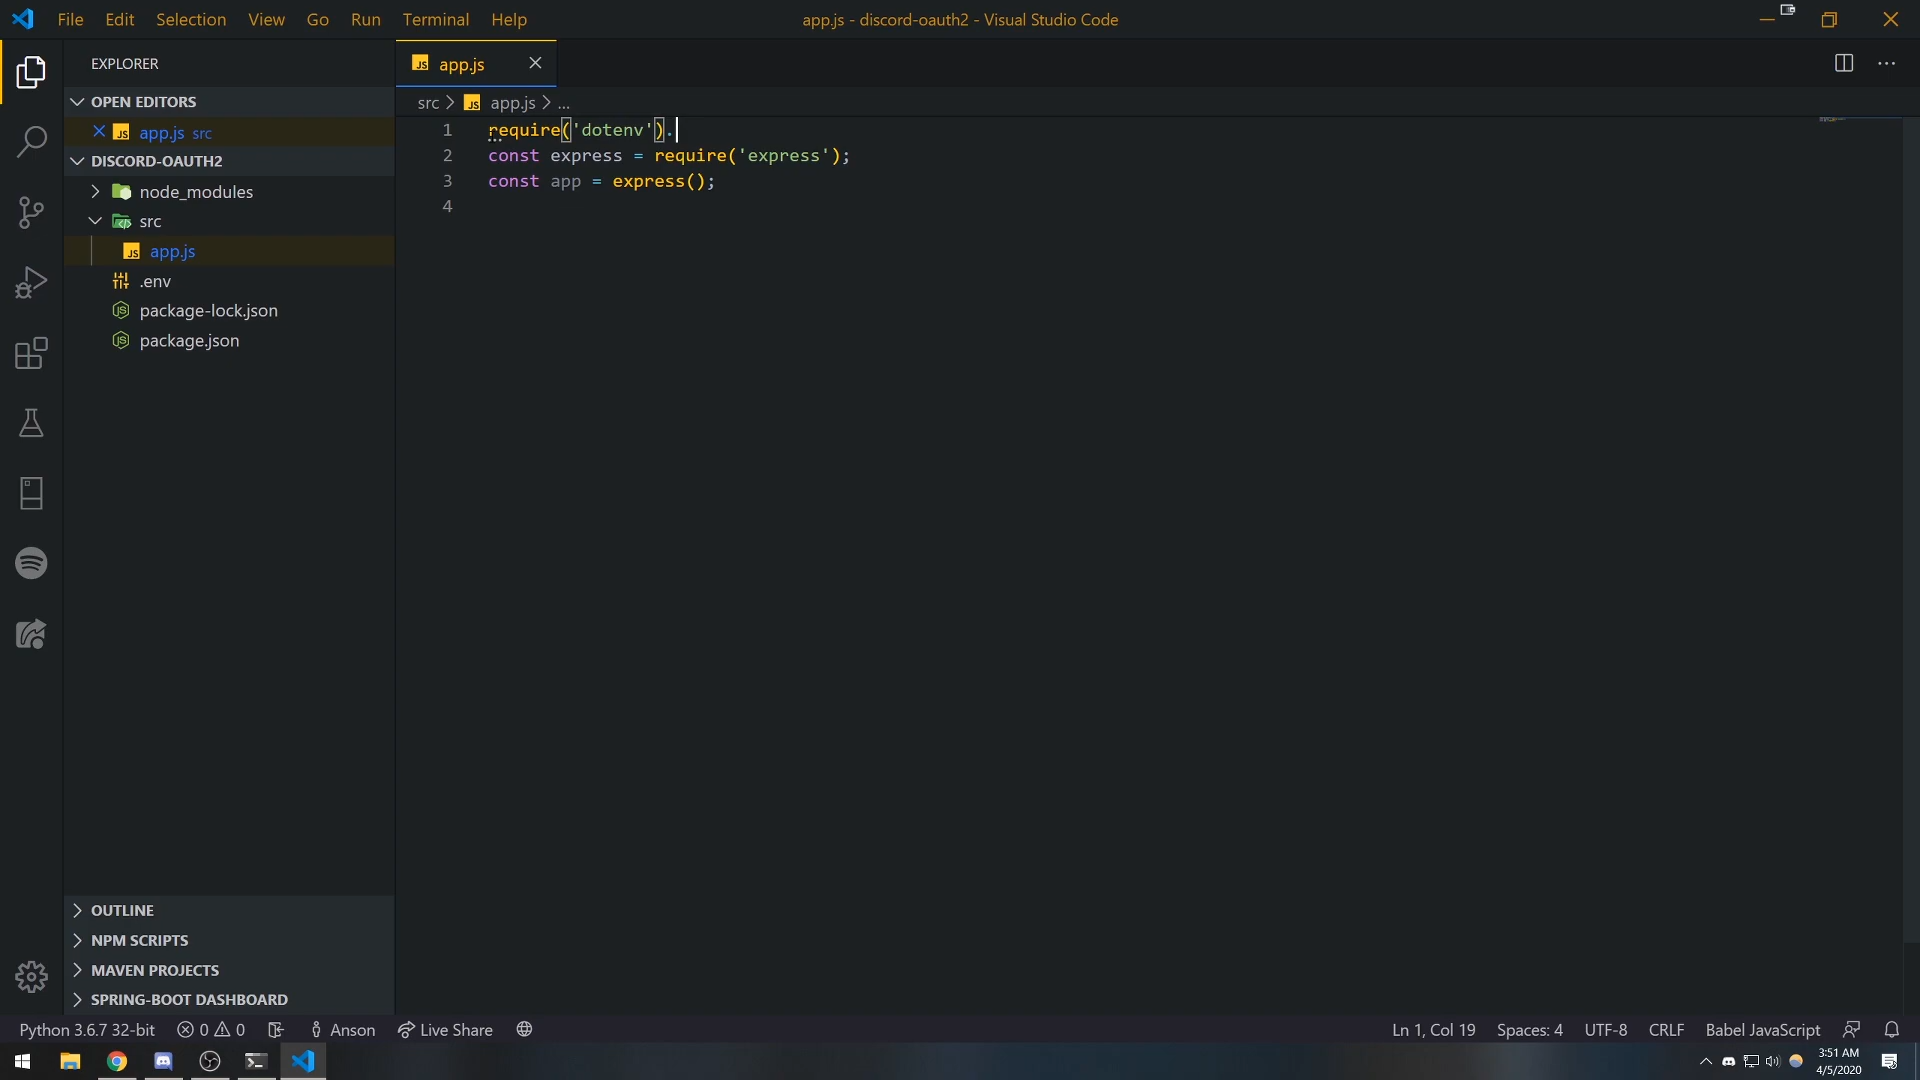 File Edit Selection View Go Run Terminal Help
app.js - discord-oauth2 - Visual Studio Code
EXPLORER
OPEN EDITORS
JS app.js src
DISCORD-OAUTH2
node_modules
src
JS app.js
.env
JS package-lock.json
JS package.json
OUTLINE
NPM SCRIPTS
MAVEN PROJECTS
SPRING-BOOT DASHBOARD
JS app.js
src > JS app.js > ...
1 require('dotenv').
2 const express = require('express');
3 const app = express();
4
Python 3.6.7 32-bit 0 0 Anson Live Share
Ln 1, Col 19 Spaces: 4 UTF-8 CRLF Babel JavaScript
3:51 AM
4/5/2020